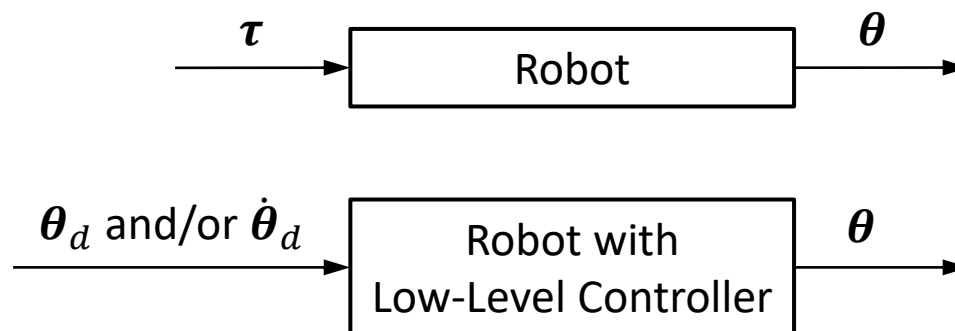 𝝉
Robot
𝜽
𝜽_d and/or 𝜽̇_d
Robot with
Low-Level Controller
𝜽